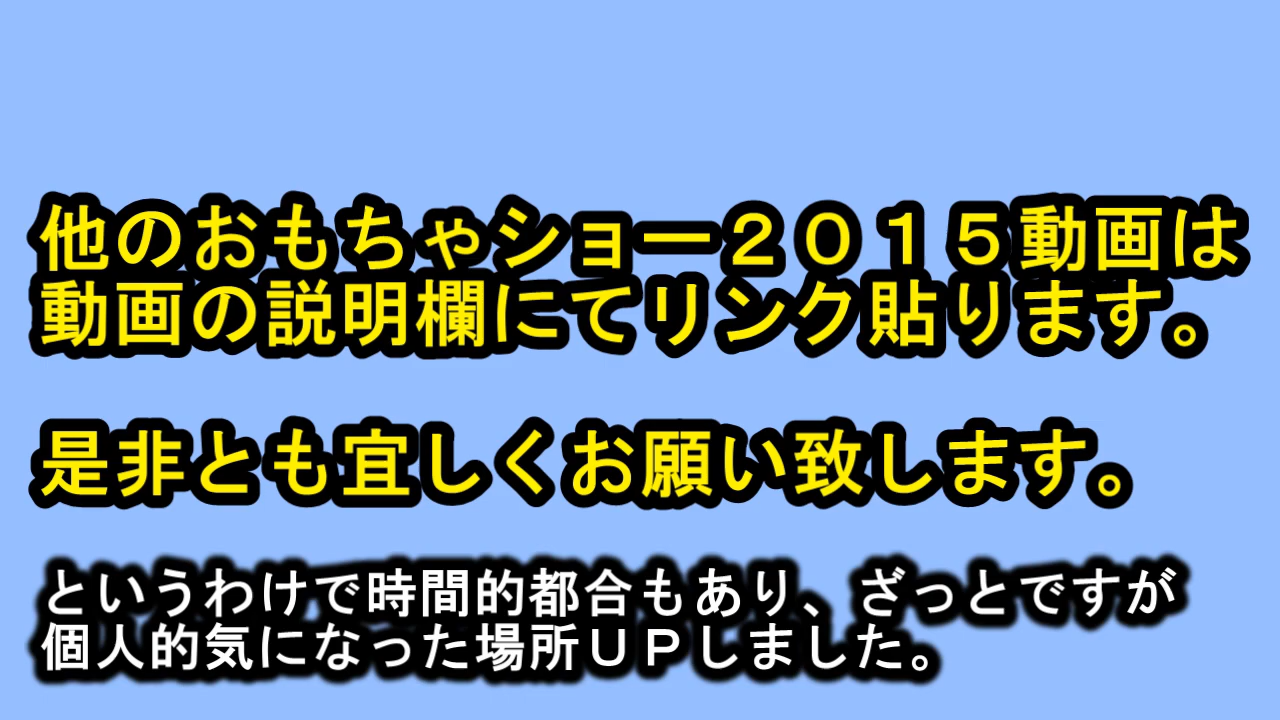 他のおもちゃショー２０１５動画は
動画の説明欄にてリンク貼ります。
是非とも宜しくお願い致します。
というわけで時間的都合もあり、ざっとですが
個人的気になった場所ＵＰしました。